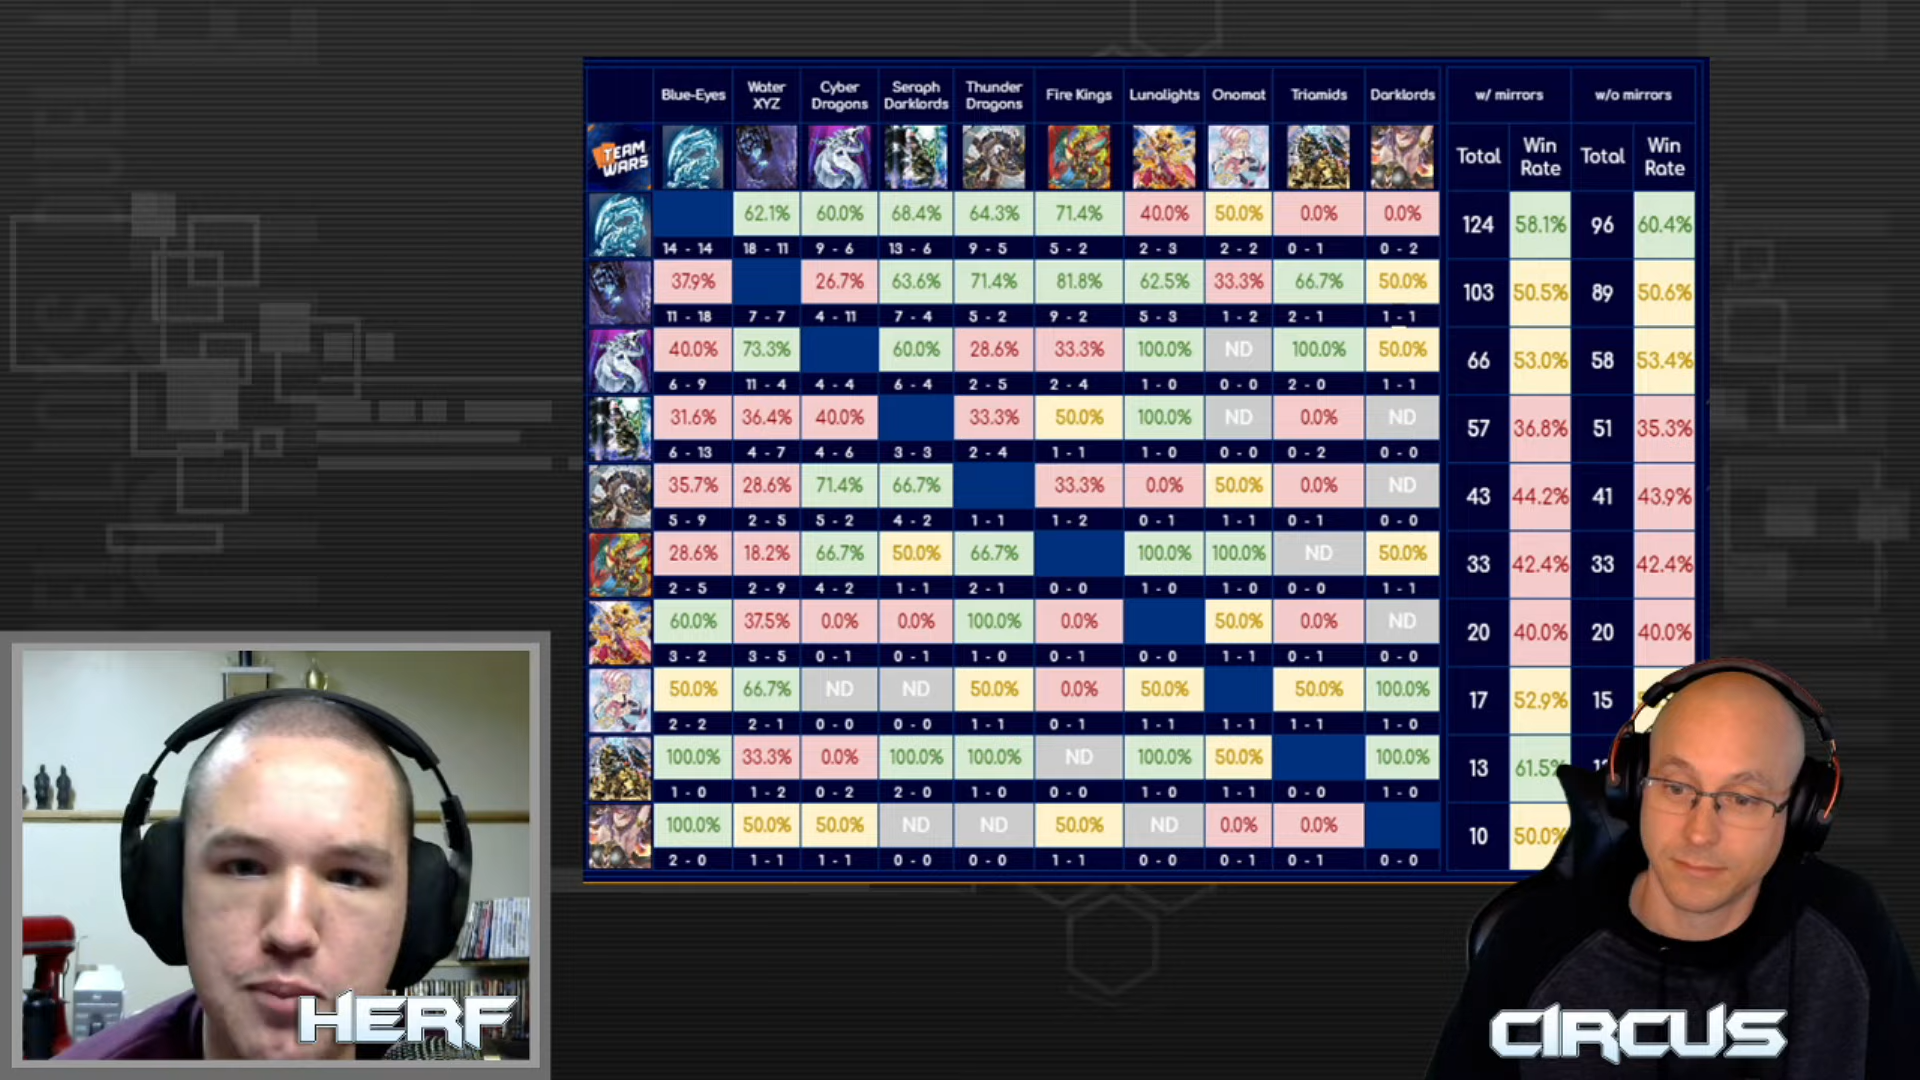 Blue-Eyes Water XYZ Cyber Dragons Seraph Darklords Thunder Dragons Fire Kings Lunalights Onomat Triamids Darklords w/ mirrors w/o mirrors
TEAM WARS Total Win Rate Total Win Rate
62.1% 60.0% 68.4% 64.3% 71.4% 40.0% 50.0% 0.0% 0.0% 124 58.1% 96 60.4%
14 - 14 18 - 11 9 - 6 13 - 6 9 - 5 5 - 2 2 - 3 2 - 2 0 - 1 0 - 2
37.9% 26.7% 63.6% 71.4% 81.8% 62.5% 33.3% 66.7% 50.0% 103 50.5% 89 50.6%
11 - 18 7 - 7 4 - 11 7 - 4 5 - 2 9 - 2 5 - 3 1 - 2 2 - 1 1 - 1
40.0% 73.3% 60.0% 28.6% 33.3% 100.0% ND 100.0% 50.0% 66 53.0% 58 53.4%
6 - 9 11 - 4 4 - 4 6 - 4 2 - 5 2 - 4 1 - 0 0 - 0 2 - 0 1 - 1
31.6% 36.4% 40.0% 33.3% 50.0% 100.0% ND 0.0% ND 57 36.8% 51 35.3%
6 - 13 4 - 7 4 - 6 3 - 3 2 - 4 1 - 1 1 - 0 0 - 0 0 - 2 0 - 0
35.7% 28.6% 71.4% 66.7% 33.3% 0.0% 50.0% 0.0% ND 43 44.2% 41 43.9%
5 - 9 2 - 5 5 - 2 4 - 2 1 - 1 1 - 2 0 - 1 1 - 1 0 - 1 0 - 0
28.6% 18.2% 66.7% 50.0% 66.7% 100.0% 100.0% ND 50.0% 33 42.4% 33 42.4%
2 - 5 2 - 9 4 - 2 1 - 1 2 - 1 0 - 0 1 - 0 1 - 0 0 - 0 1 - 1
60.0% 37.5% 0.0% 0.0% 100.0% 0.0% 50.0% 0.0% ND 20 40.0% 20 40.0%
3 - 2 3 - 5 0 - 1 0 - 1 1 - 0 0 - 1 0 - 0 1 - 1 0 - 1 0 - 0
50.0% 66.7% ND ND 50.0% 0.0% 50.0% 50.0% 100.0% 17 52.9% 15
2 - 2 2 - 1 0 - 0 0 - 0 1 - 1 0 - 1 1 - 1 1 - 1 1 - 1 1 - 0
100.0% 33.3% 0.0% 100.0% 100.0% ND 100.0% 50.0% 100.0% 13 61.5%
1 - 0 1 - 2 0 - 2 2 - 0 1 - 0 0 - 0 1 - 0 1 - 1 0 - 0 1 - 0
100.0% 50.0% 50.0% ND ND 50.0% ND 0.0% 0.0% 10 50.0%
2 - 0 1 - 1 1 - 1 0 - 0 0 - 0 1 - 1 0 - 0 0 - 1 0 - 1 0 - 0
HERF
CIRCUS